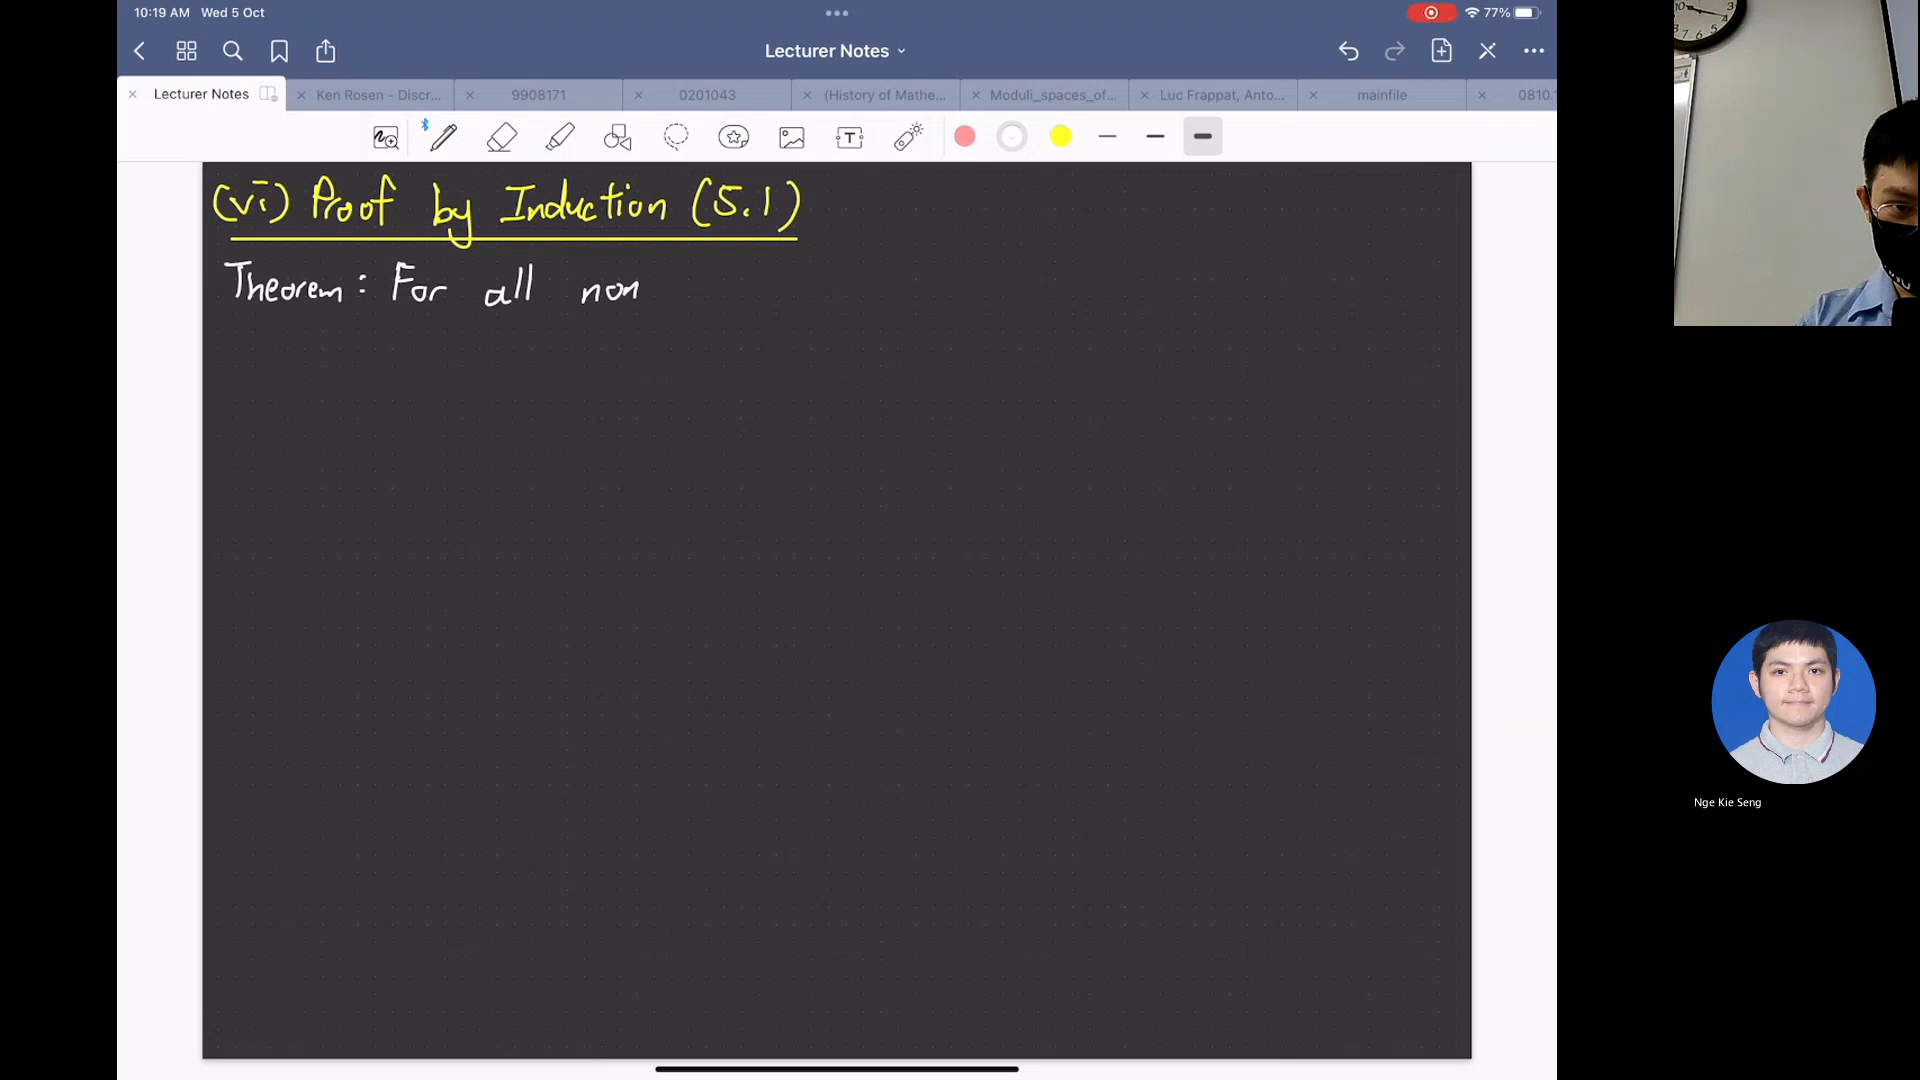 10:19 AM Wed 5 Oct
77%
Lecturer Notes
Lecturer Notes
Ken Rosen - Discr...
9908171
0201043
(History of Mathe...
Moduli_spaces_of...
Luc Frappat, Anto...
mainfile
0810.
(vi) Proof by Induction (5.1)
Theorem: For all non
Nge Kie Seng